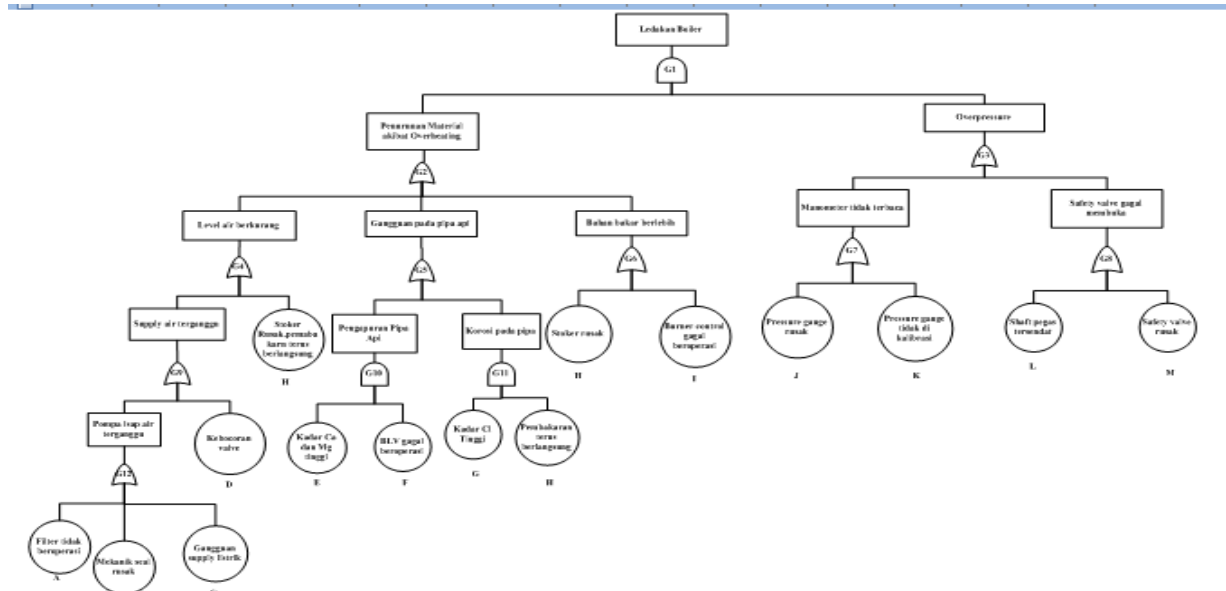 Ledakan Boiler
G1
Penurunan Material
akibat Overheating
Overpressure
G2
G3
Level air berkurang
Gangguan pada pipa api
Bahan bakar berlebih
Manometer tidak terbaca
Safety valve gagal
membuka
G4
G5
G6
G7
G8
Supply air terganggu
Stoker
Rusak,pemba
karn terus
berlangsung
H
Pengapuran Pipa
Api
Korosi pada pipa
Stoker rusak
H
Burner control
gagal
beroperasi
I
Pressure gauge
rusak
J
Pressure gauge
tidak di
kalibrasi
K
Shaft pegas
tersendat
L
Safety valve
rusak
M
G9
G10
G11
Pompa isap air
terganggu
Kebocoran
valve
D
Kadar Ca
dan Mg
tinggi
E
BLV gagal
beroperasi
F
Kadar Cl
Tinggi
G
Pembakaran
terus
berlangsung
H
G12
Filter tidak
beroperasi
A
Mekanik seal
rusak
Gangguan
supply listrik